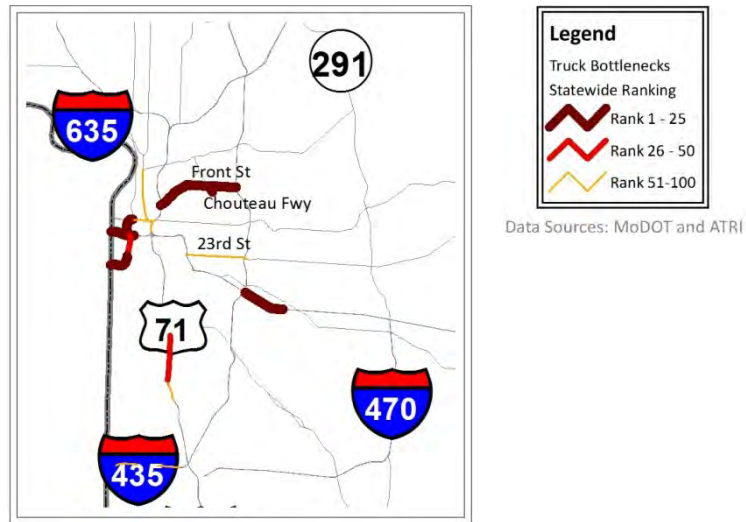 291
635
Front St
Chouteau Fwy
23rd St
71
470
435
Legend
Truck Bottlenecks
Statewide Ranking
Rank 1 - 25
Rank 26 - 50
Rank 51-100
Data Sources: MoDOT and ATRI